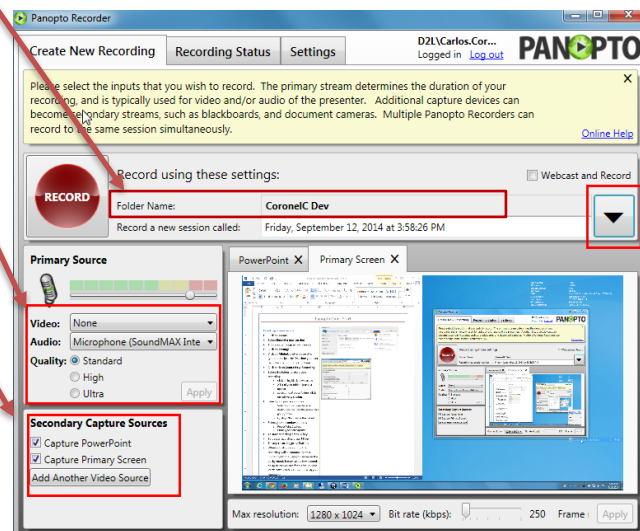 Panopto Recorder
Create New Recording
Recording Status
Settings
D2L\Carlos.Cor...
Logged in Log out
PANOPTO
Please select the inputs that you wish to record. The primary stream determines the duration of your
recording, and is typically used for video and/or audio of the presenter. Additional capture devices can
become secondary streams, such as blackboards, and document cameras. Multiple Panopto Recorders can
record to the same session simultaneously.
X
Online Help
RECORD
Record using these settings:
Webcast and Record
Folder Name: CoronelC Dev
Record a new session called: Friday, September 12, 2014 at 3:58:26 PM
Primary Source
Video: None
Audio: Microphone (SoundMAX Inte
Quality: Standard
High
Ultra
Apply
Secondary Capture Sources
Capture PowerPoint
Capture Primary Screen
Add Another Video Source
PowerPoint X
Primary Screen X
Max resolution: 1280 x 1024 Bit rate (kbps): 250 Frame Apply